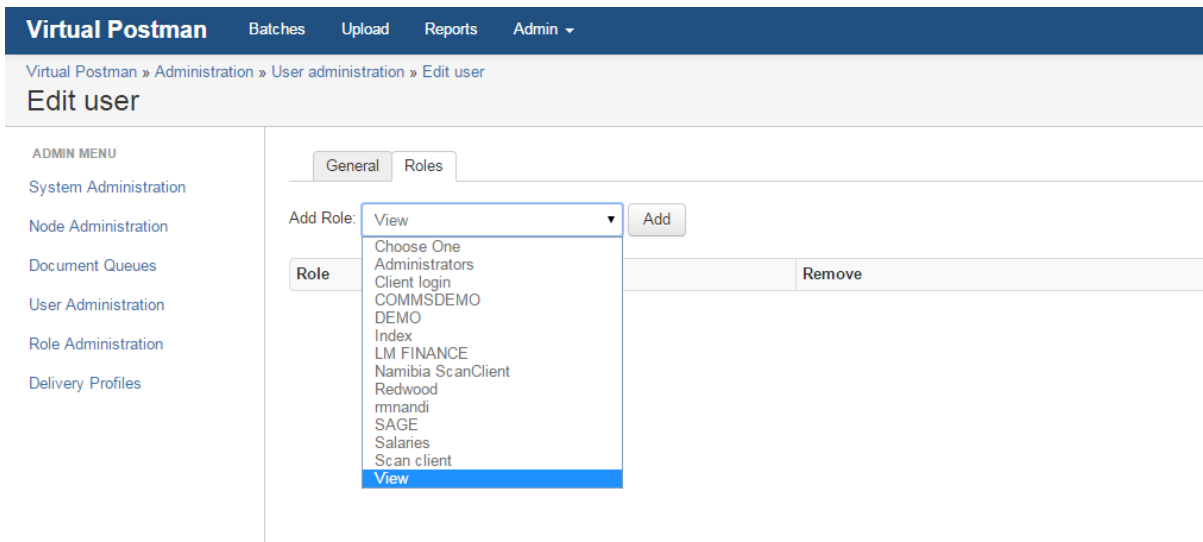 Virtual Postman Batches Upload Reports Admin
Virtual Postman » Administration » User administration » Edit user
Edit user
ADMIN MENU
System Administration
Node Administration
Document Queues
User Administration
Role Administration
Delivery Profiles
General Roles
Add Role: View Add
Choose One
Administrators
Client login
COMMSDEMO
DEMO
Index
LM FINANCE
Namibia ScanClient
Redwood
rmnandi
SAGE
Salaries
Scan client
View
Role Remove